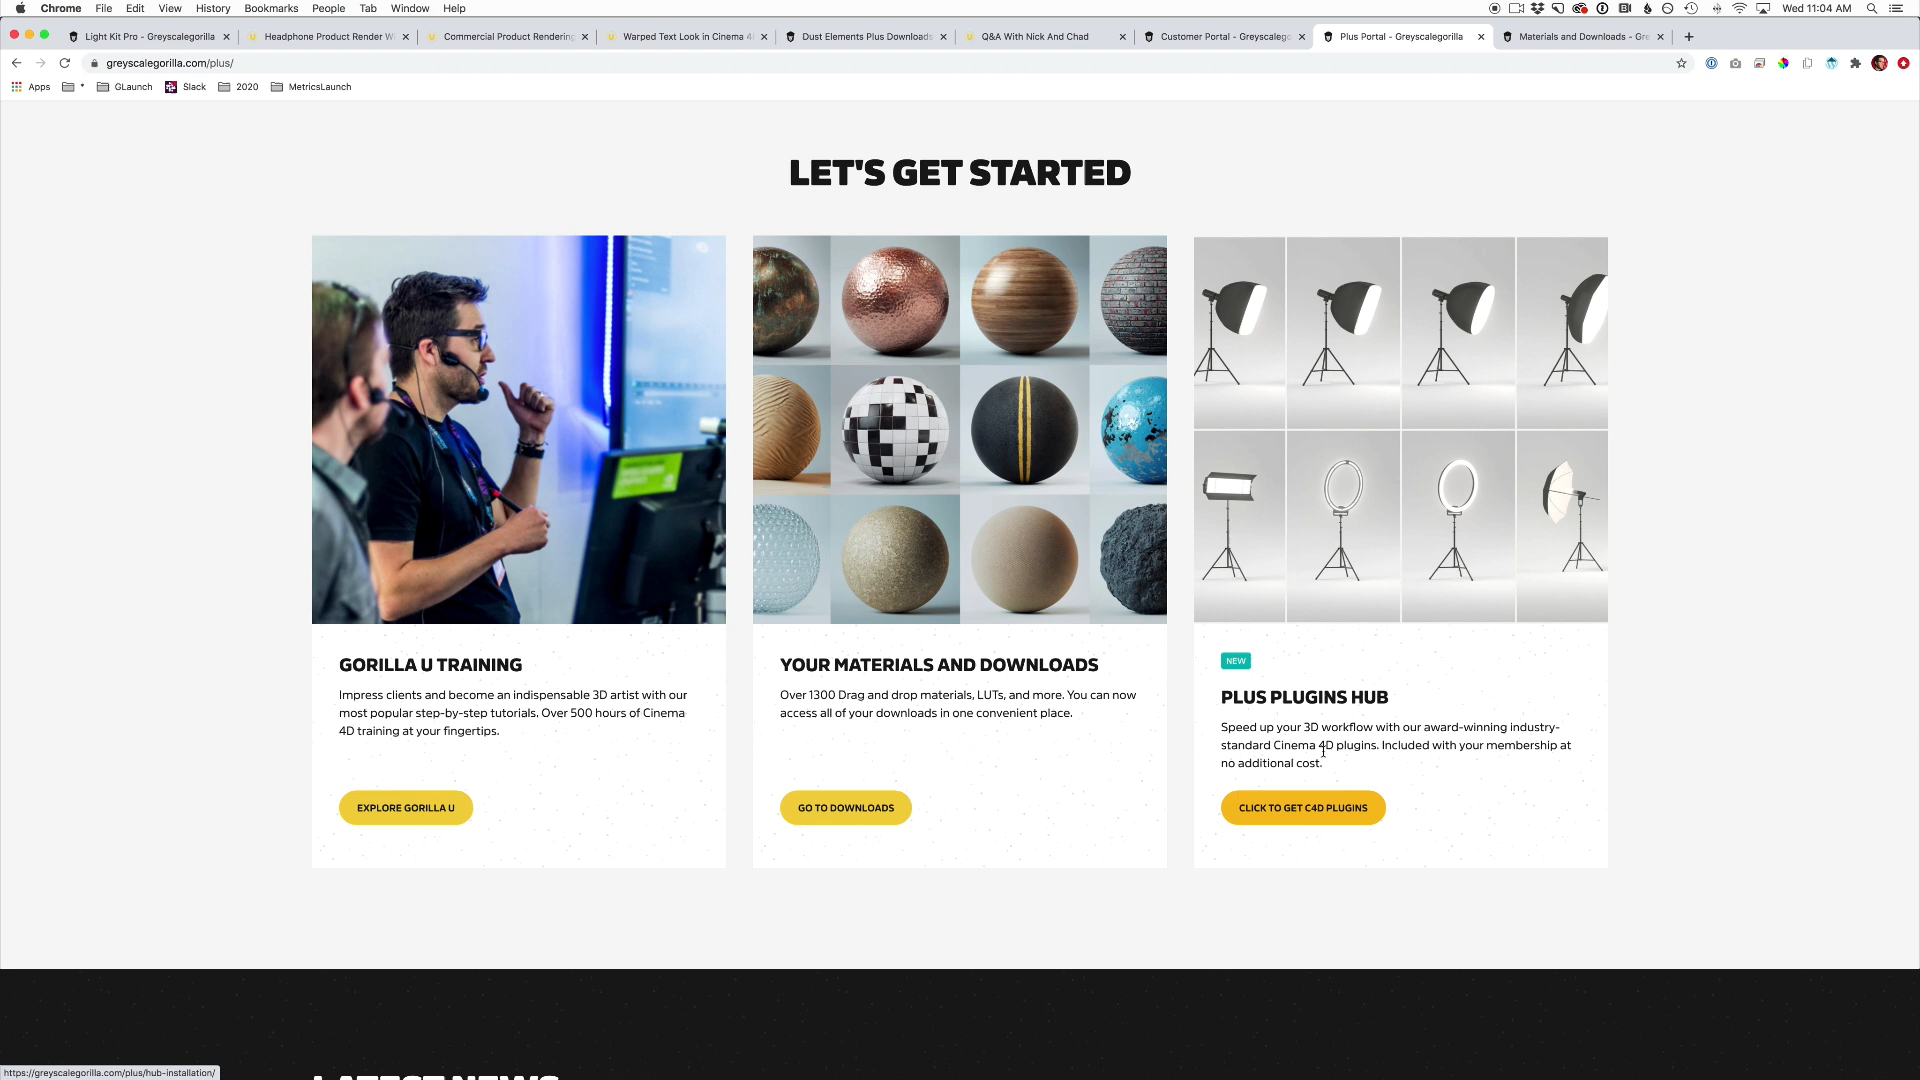 Chrome File Edit View History Bookmarks People Tab Window Help
Wed 11:04 AM
Light Kit Pro - Greyscalegorilla
Headphone Product Render Wi
Commercial Product Rendering
Warped Text Look in Cinema 4
Dust Elements Plus Downloads
Q&A With Nick And Chad
Customer Portal - Greyscalego
Plus Portal - Greyscalegorilla
Materials and Downloads - Gre
greyscalegorilla.com/plus/
Apps * GLaunch Slack 2020 MetricsLaunch
LET'S GET STARTED
GORILLA U TRAINING
Impress clients and become an indispensable 3D artist with our
most popular step-by-step tutorials. Over 500 hours of Cinema
4D training at your fingertips.
EXPLORE GORILLA U
YOUR MATERIALS AND DOWNLOADS
Over 1300 Drag and drop materials, LUTs, and more. You can now
access all of your downloads in one convenient place.
GO TO DOWNLOADS
NEW
PLUS PLUGINS HUB
Speed up your 3D workflow with our award-winning industry-
standard Cinema 4D plugins. Included with your membership at
no additional cost.
CLICK TO GET C4D PLUGINS
LATEST NEWS
https://greyscalegorilla.com/plus/hub-installation/